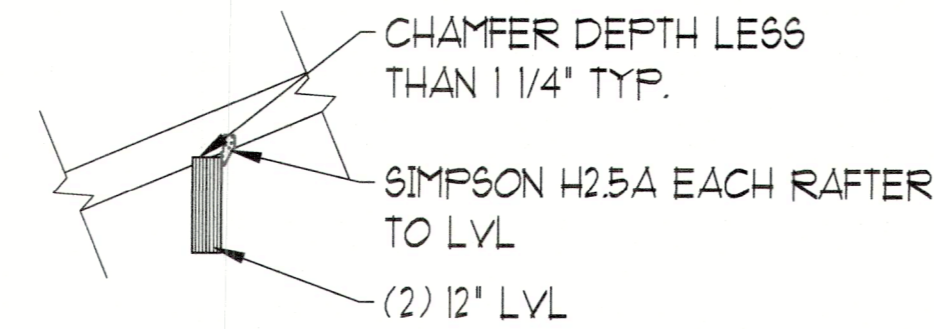 CHAMFER DEPTH LESS
THAN 1 1/4" TYP.
SIMPSON H2.5A EACH RAFTER
TO LVL
(2) 12" LVL